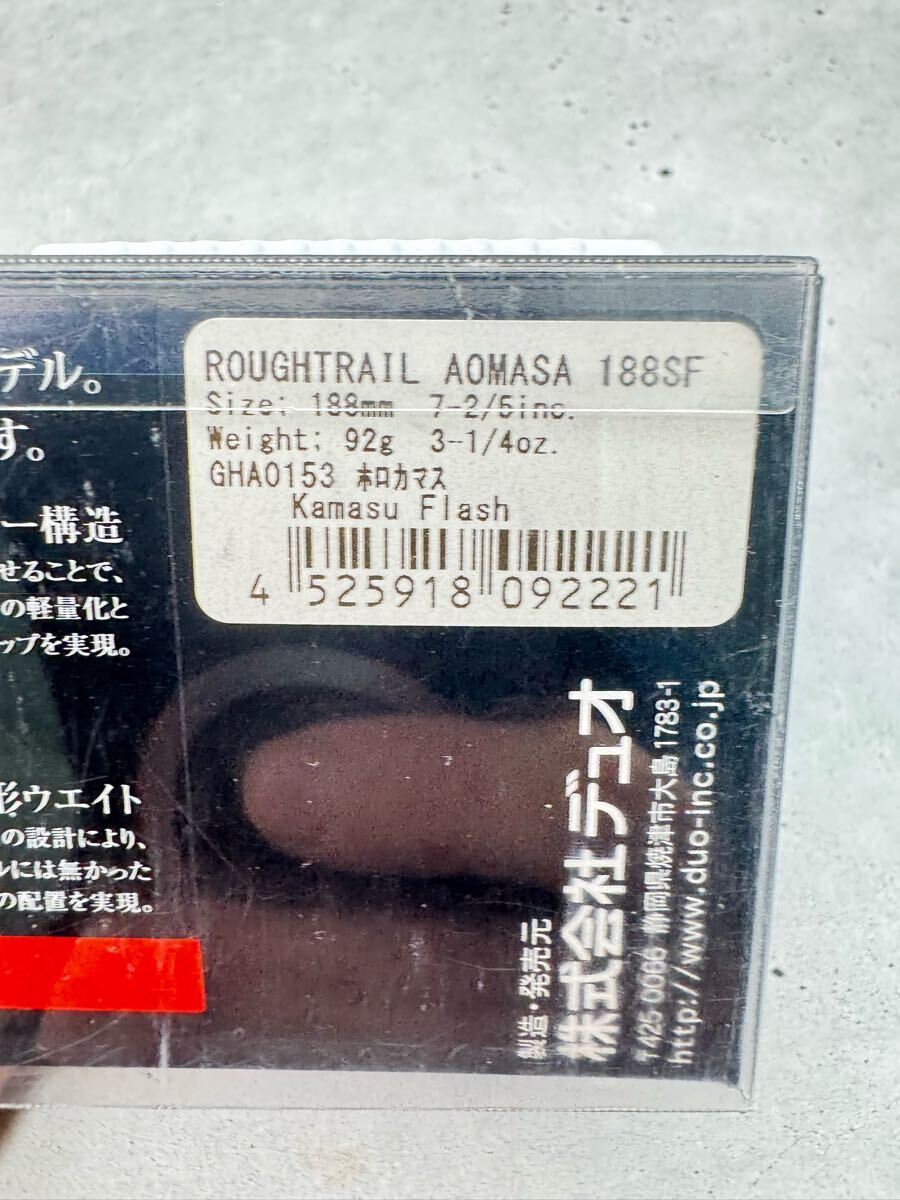 デル。
す。
ー構造
せることで、
の軽量化と
ップを実現。
形ウエイト
の設計により、
ルには無かった
の配置を実現。
ROUGHTRAIL AOMASA 188SF
Size: 188mm 7-2/5inc.
Weight: 92g 3-1/4oz.
GHA0153 ホロカマス
Kamasu Flash
4 525918 092221
製造・発売元
株式会社デュオ
〒425-0066 静岡県焼津市大島1783-1
http://www.duo-inc.co.jp